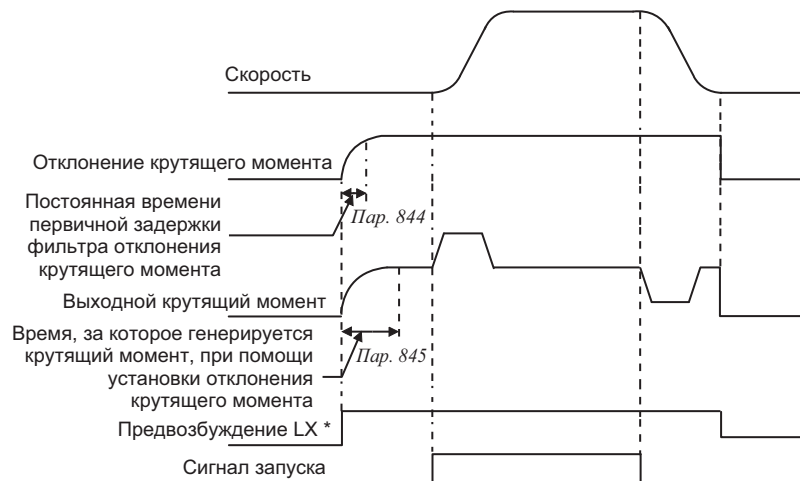 Скорость
Отклонение крутящего момента
Постоянная времени
первичной задержки
фильтра отклонения
крутящего момента
Пар. 844
Выходной крутящий момент
Время, за которое генерируется
крутящий момент, при помощи
установки отклонения
крутящего момента
Пар. 845
Предвозбуждение LX *
Сигнал запуска